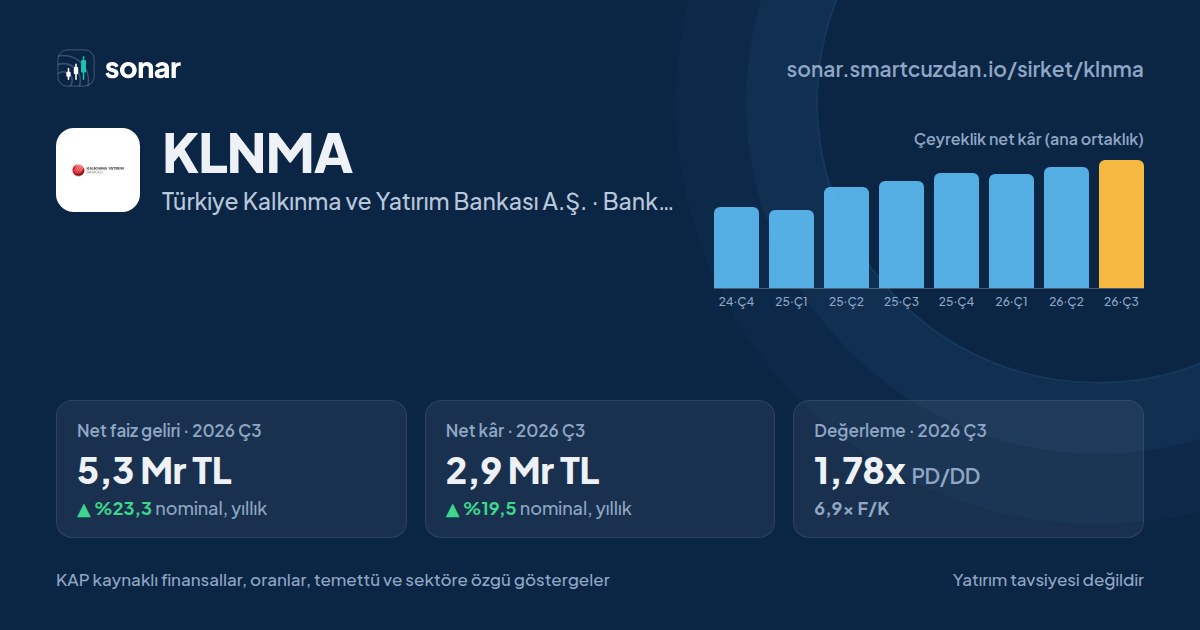 sonar
sonar.smartcuzdan.io/sirket/klnma
KLNMA
Türkiye Kalkınma ve Yatırım Bankası A.Ş. · Bank…
Çeyreklik net kâr (ana ortaklık)
24·Ç4 25·Ç1 25·Ç2 25·Ç3 25·Ç4 26·Ç1 26·Ç2 26·Ç3
Net faiz geliri · 2026 Ç3
5,3 Mr TL
▲ %23,3 nominal, yıllık
Net kâr · 2026 Ç3
2,9 Mr TL
▲ %19,5 nominal, yıllık
Değerleme · 2026 Ç3
1,78x PD/DD
6,9× F/K
KAP kaynaklı finansallar, oranlar, temettü ve sektöre özgü göstergeler
Yatırım tavsiyesi değildir